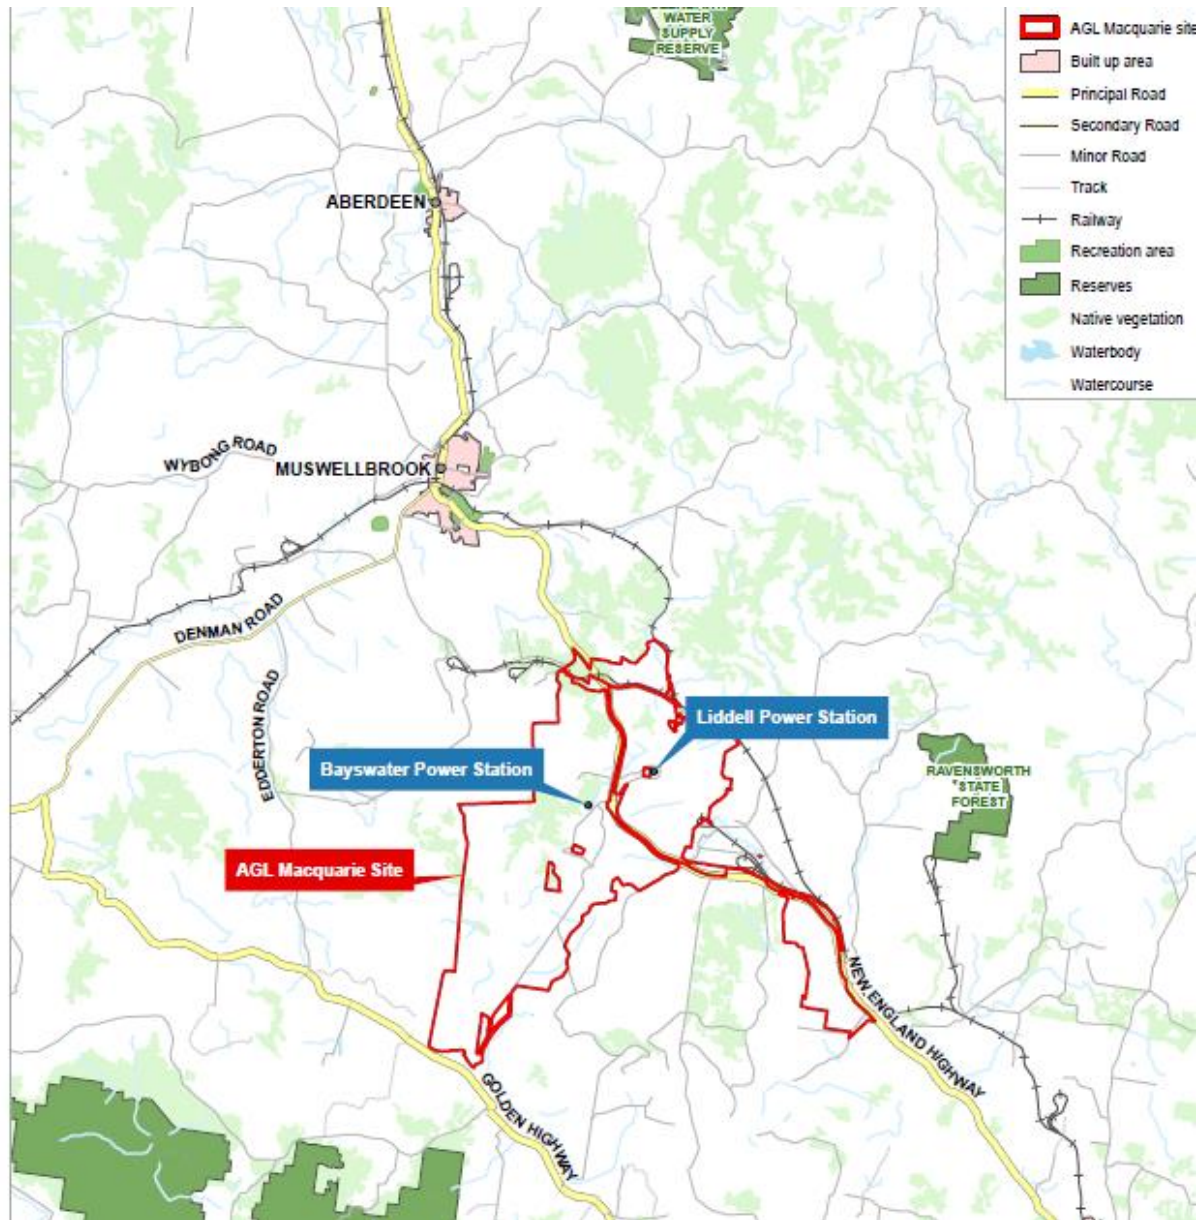 WATER
SUPPLY
RESERVE
AGL Macquarie site
Built up area
Principal Road
Secondary Road
Minor Road
Track
Railway
Recreation area
Reserves
Native vegetation
Waterbody
Watercourse
ABERDEEN
WYBONG ROAD
MUSWELLBROOK
DENMAN ROAD
EDDERTON ROAD
Liddell Power Station
Bayswater Power Station
RAVENSWORTH
STATE
FOREST
AGL Macquarie Site
NEW ENGLAND HIGHWAY
GOLDEN HIGHWAY